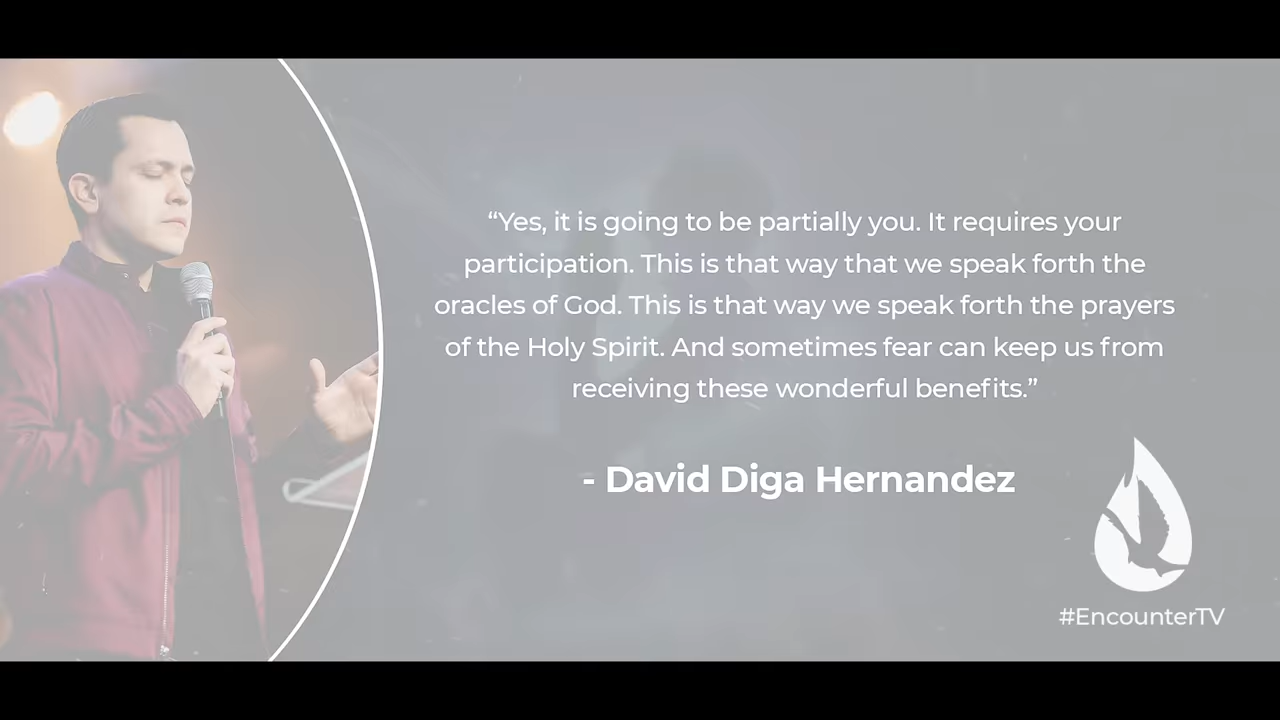 “Yes, it is going to be partially you. It requires your
participation. This is that way that we speak forth the
oracles of God. This is that way we speak forth the prayers
of the Holy Spirit. And sometimes fear can keep us from
receiving these wonderful benefits.”
- David Diga Hernandez
#EncounterTV